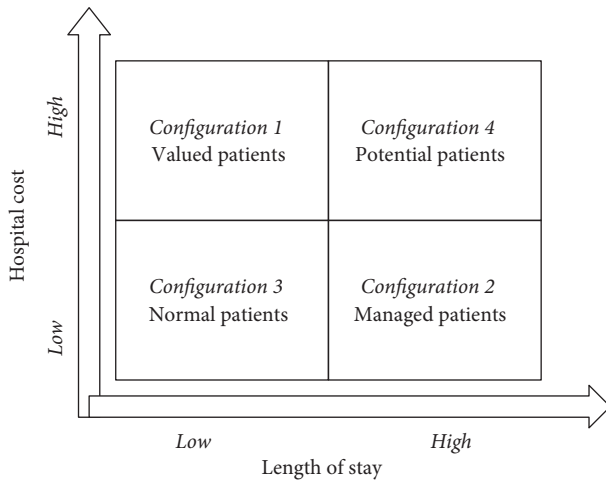 Hospital cost
High
Low
Configuration 1
Valued patients
Configuration 4
Potential patients
Configuration 3
Normal patients
Configuration 2
Managed patients
Low
High
Length of stay